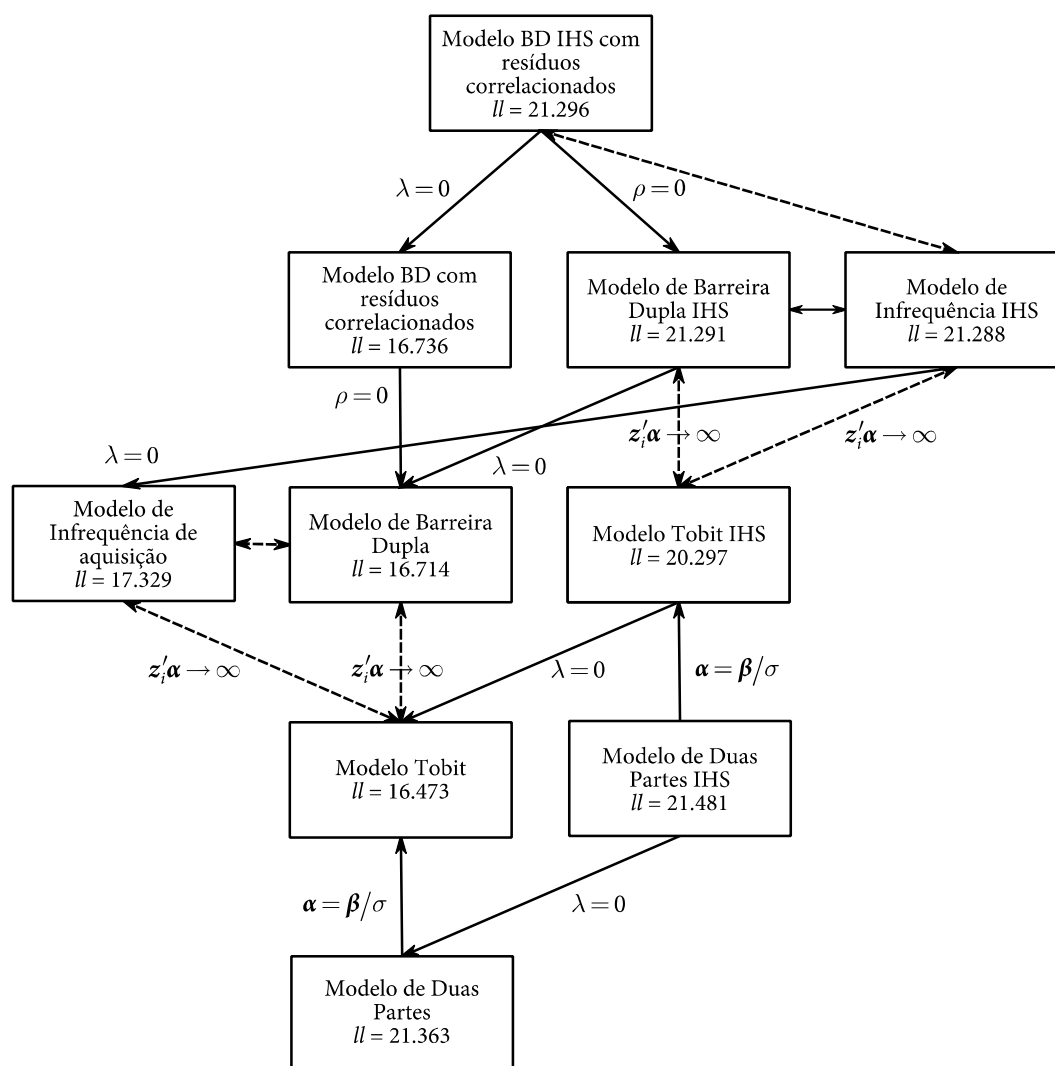 Modelo BD IHS com
resíduos
correlacionados
ll = 21.296
λ = 0
ρ = 0
Modelo BD com
resíduos
correlacionados
ll = 16.736
Modelo de Barreira
Dupla IHS
ll = 21.291
Modelo de
Infrequência IHS
ll = 21.288
ρ = 0
z′ᵢα → ∞
z′ᵢα → ∞
λ = 0
λ = 0
Modelo de
Infrequência de
aquisição
ll = 17.329
Modelo de Barreira
Dupla
ll = 16.714
Modelo Tobit IHS
ll = 20.297
z′ᵢα → ∞
z′ᵢα → ∞
λ = 0
α = β/σ
Modelo Tobit
ll = 16.473
Modelo de Duas
Partes IHS
ll = 21.481
α = β/σ
λ = 0
Modelo de Duas
Partes
ll = 21.363